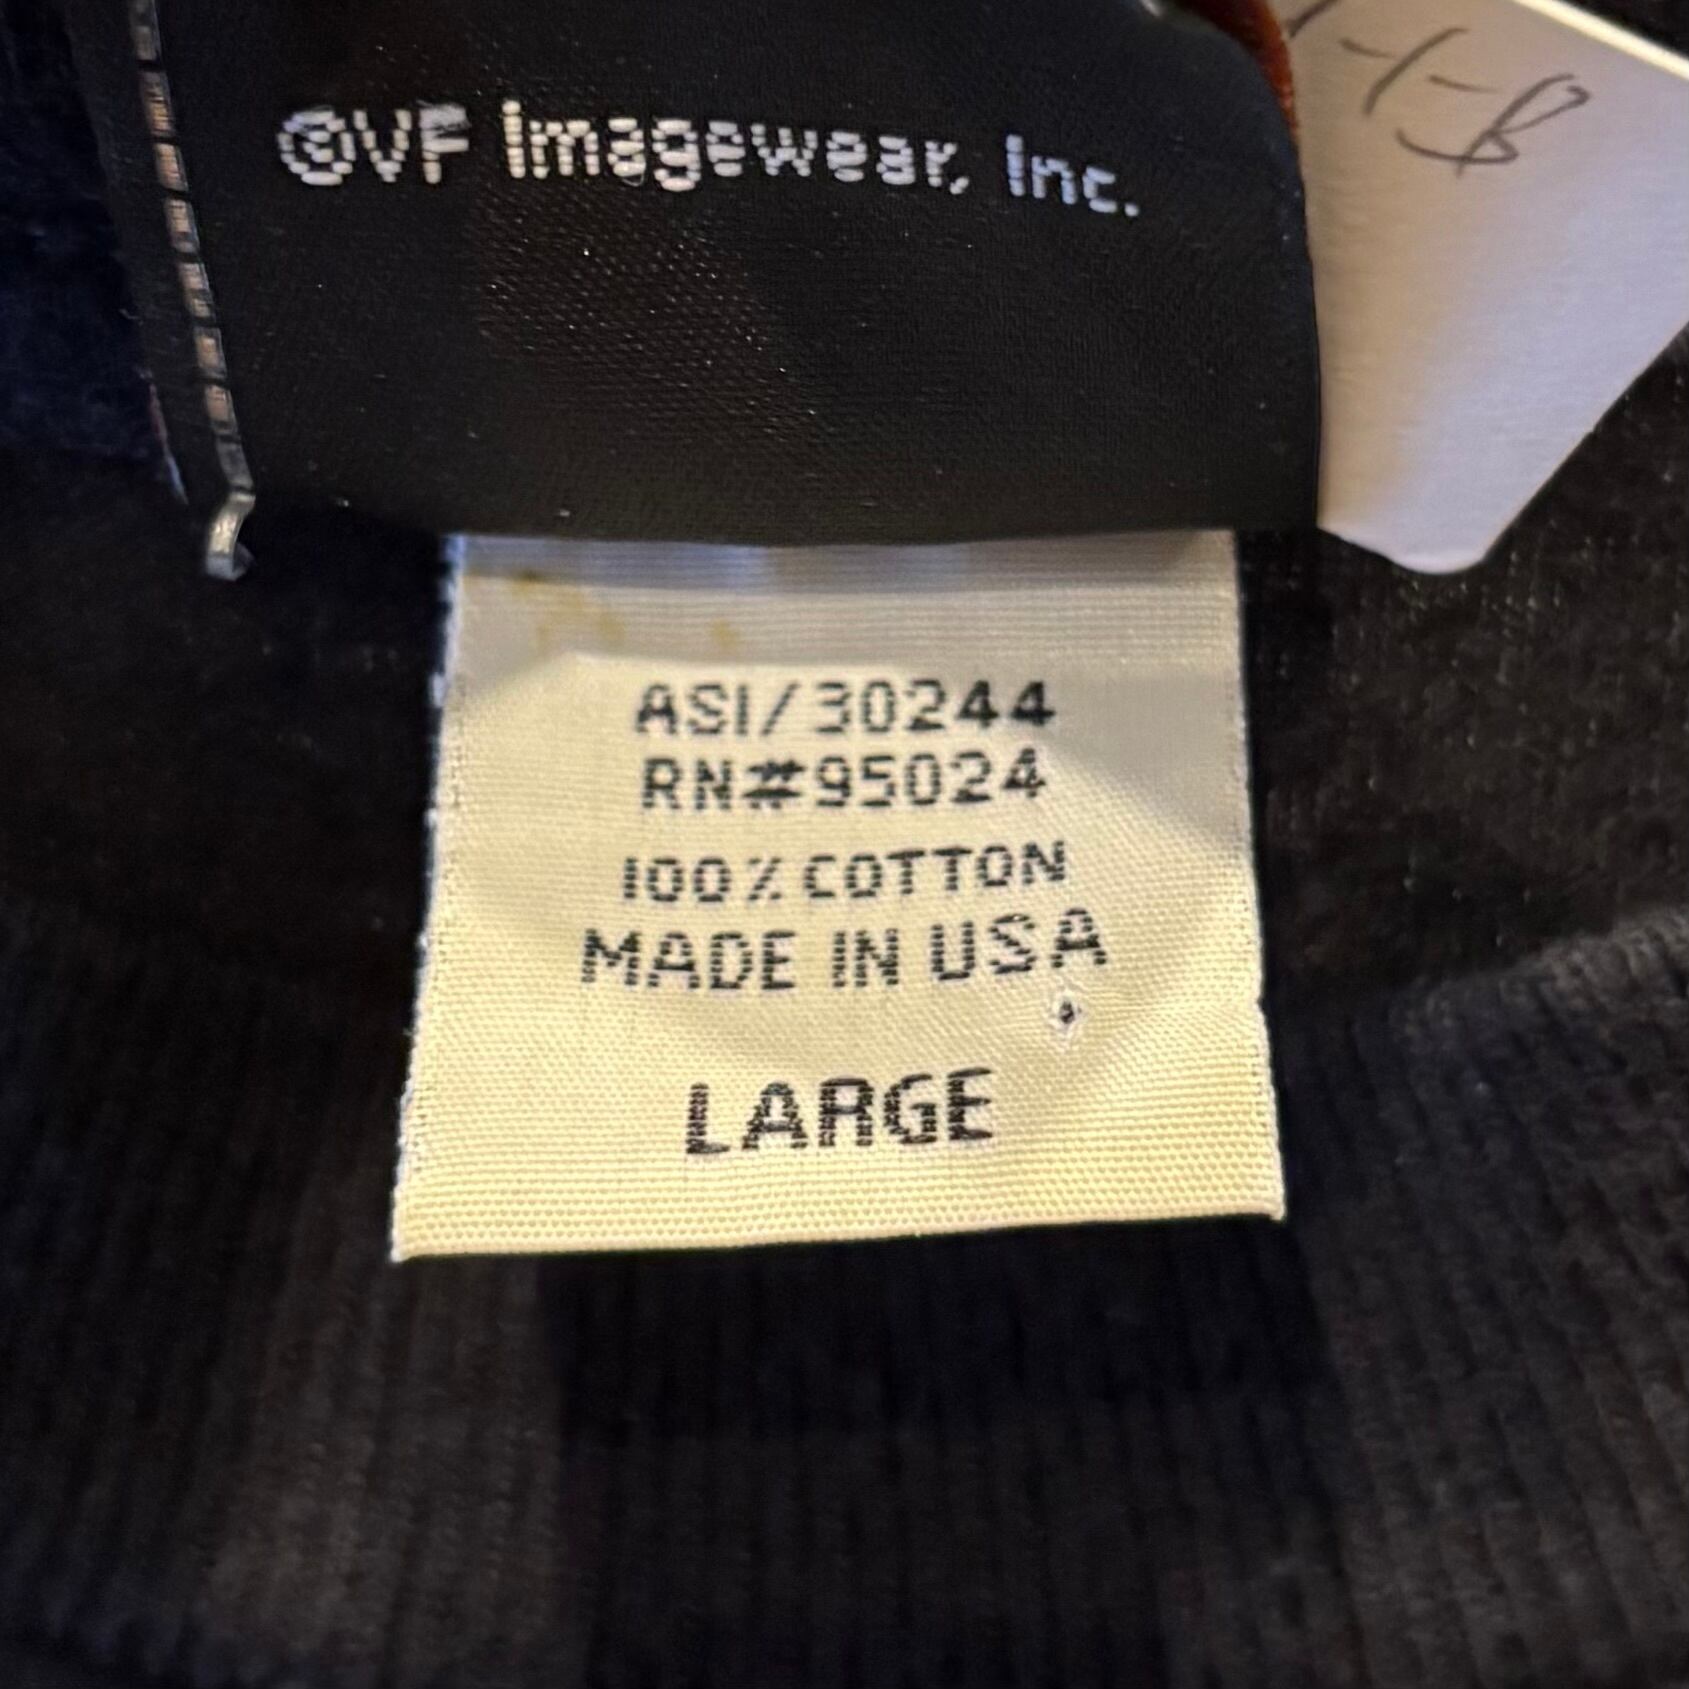 ©VF Imagewear, Inc.
ASI/30244
RN#95024
100% COTTON
MADE IN USA
LARGE